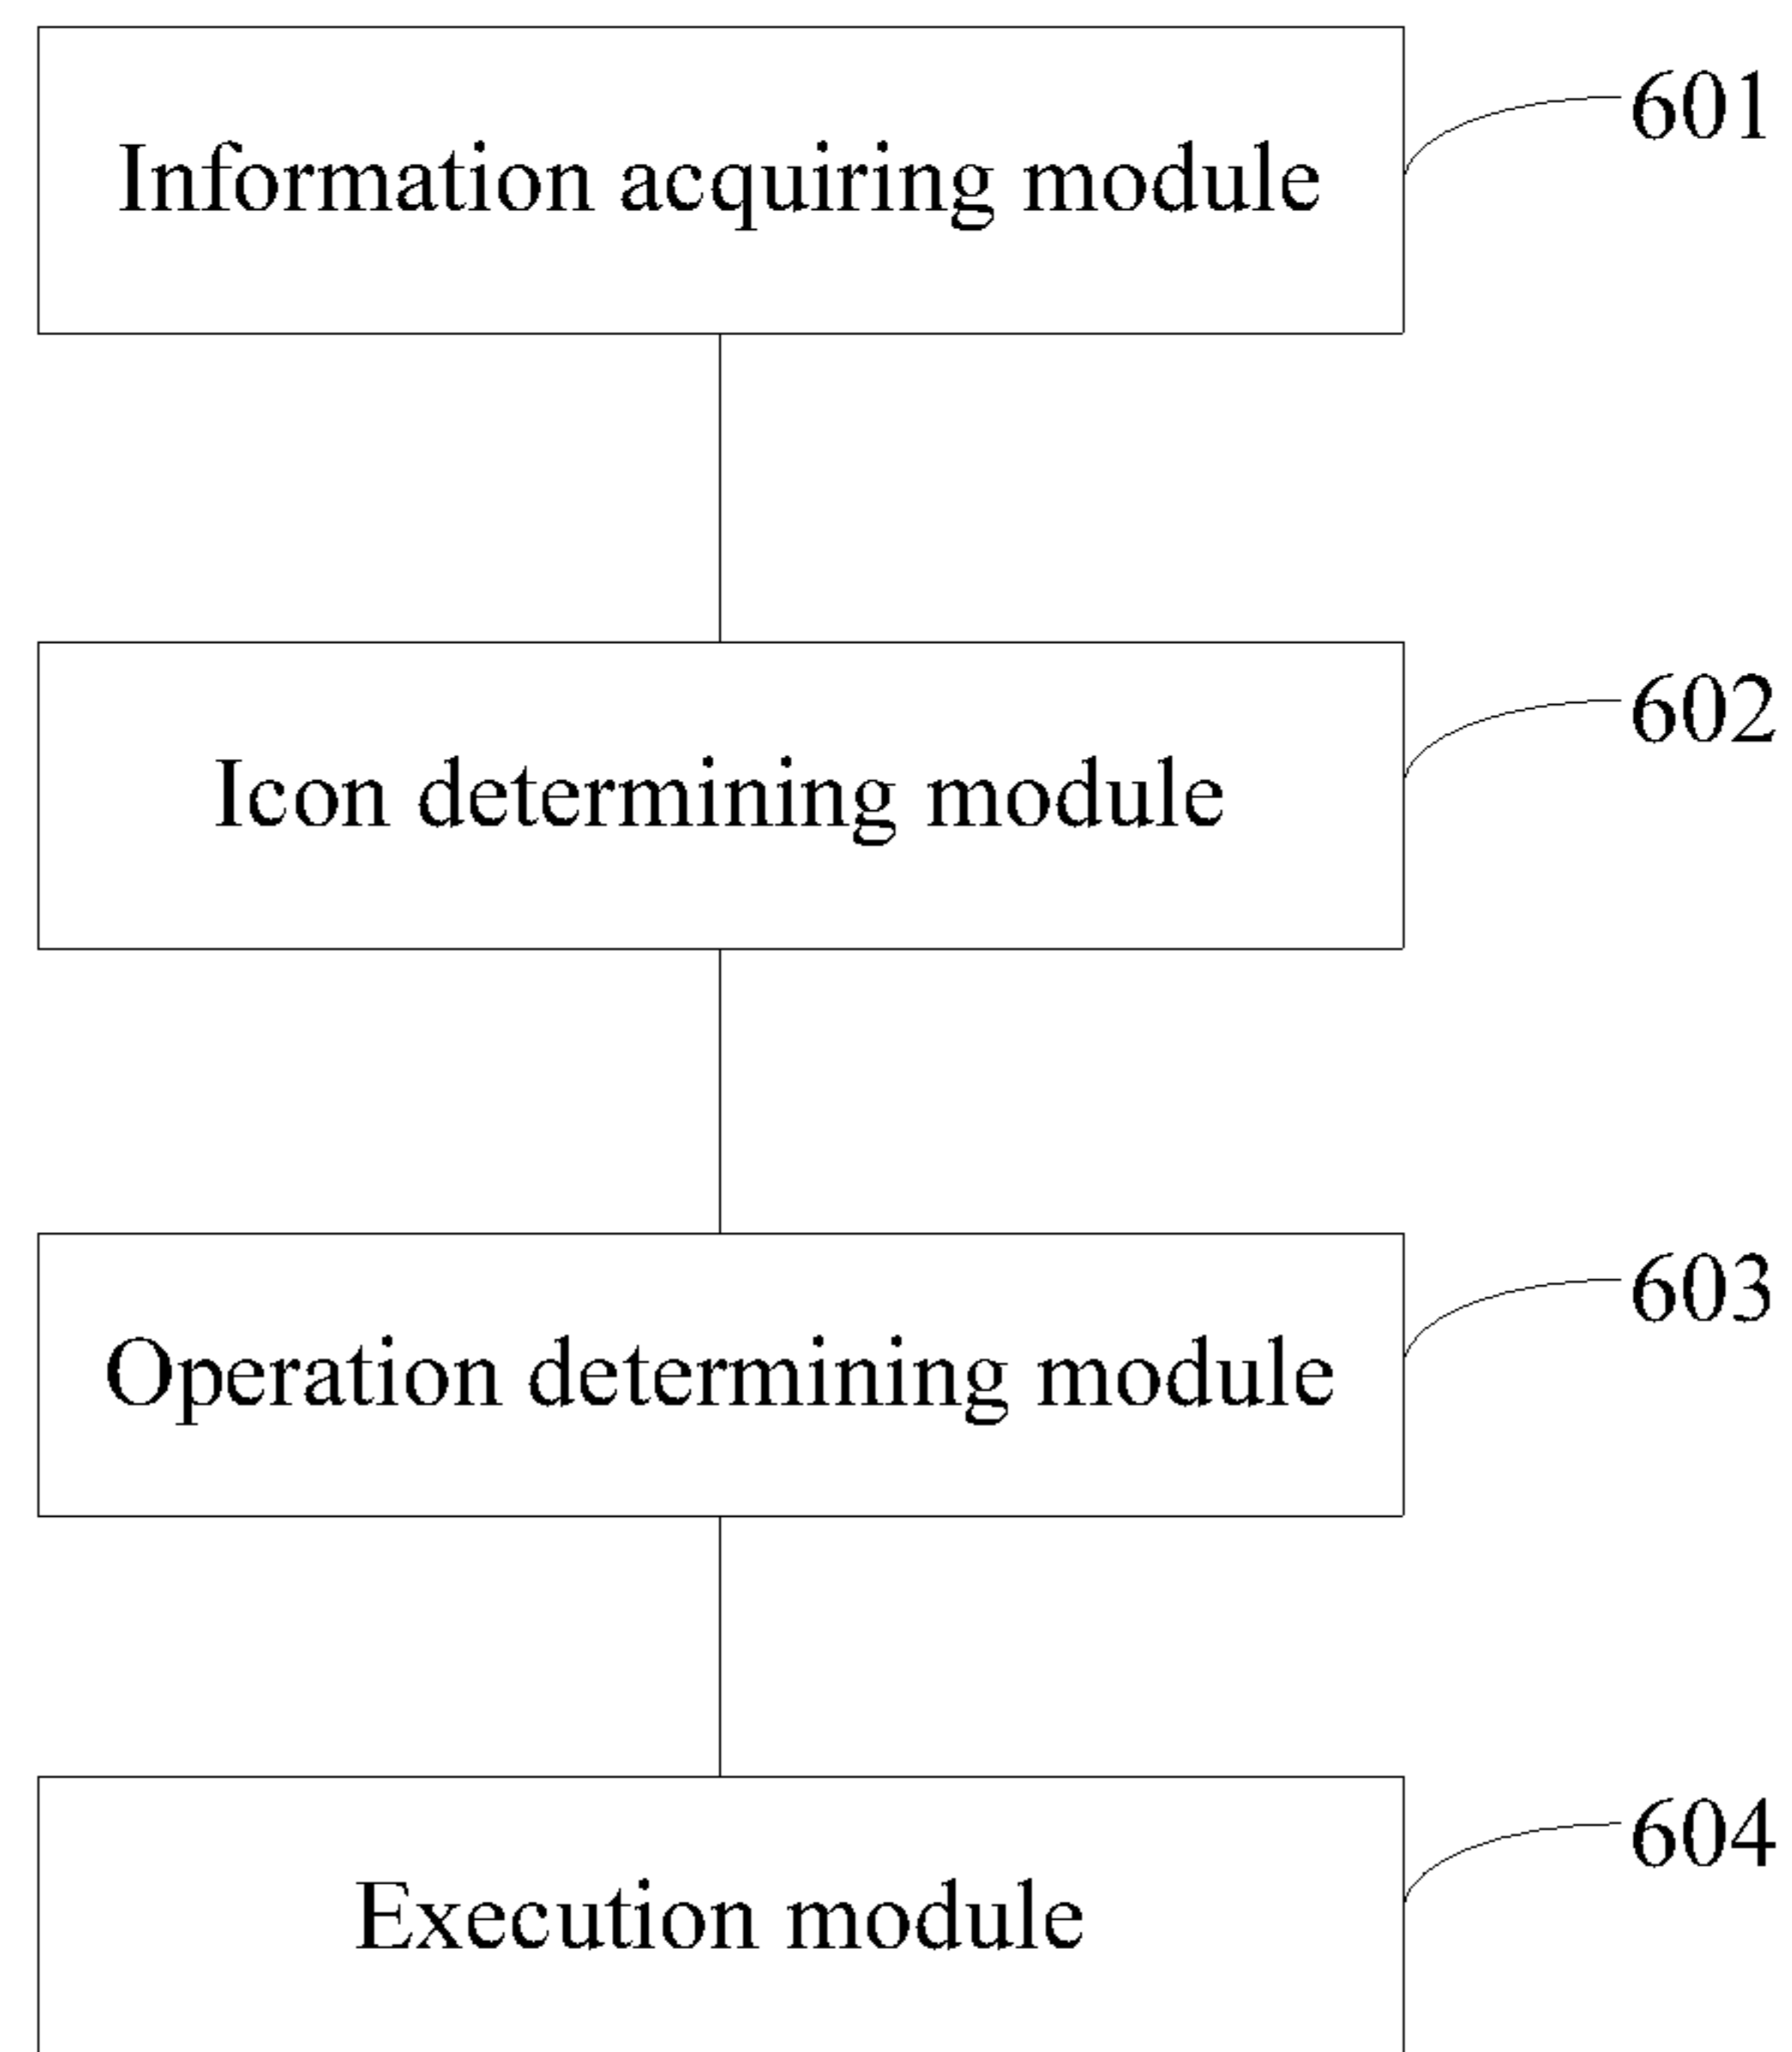 601
Information acquiring module
602
Icon determining module
603
Operation determining module
604
Execution module